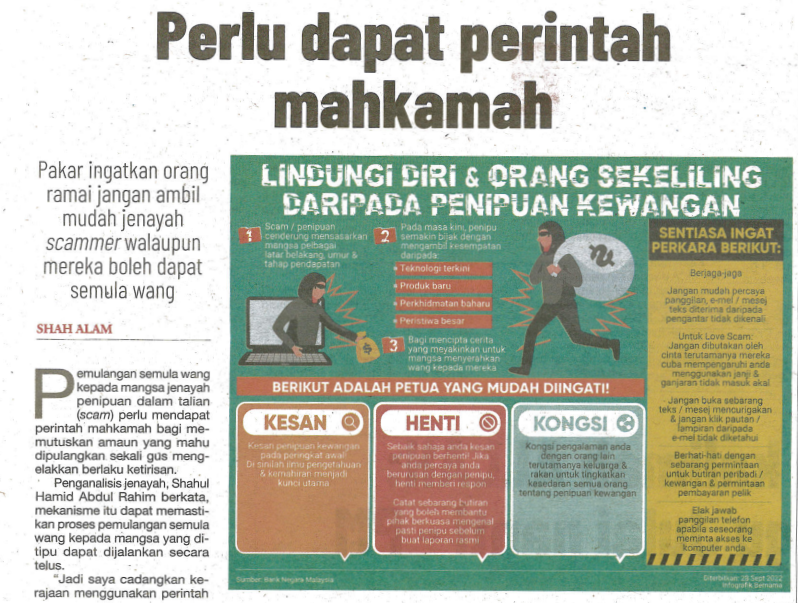 Perlu dapat perintah
mahkamah
Pakar ingatkan orang
ramai jangan ambil
mudah jenayah
scammer walaupun
mereka boleh dapat
semula wang
SHAH ALAM
Pemulangan semula wang
kepada mangsa jenayah
penipuan dalam talian
(scam) perlu mendapat
perintah mahkamah bagi me-
mutuskan amaun yang mahu
dipulangkan sekali gus meng-
elakkan berlaku ketirisan.
Penganalisis jenayah, Shahul
Hamid Abdul Rahim berkata,
mekanisme itu dapat memasti-
kan proses pemulangan semula
wang kepada mangsa yang di-
tipu dapat dijalankan secara
telus.
"Jadi saya cadangkan ke-
rajaan menggunakan perintah
LINDUNGI DIRI & ORANG SEKELILING
DARIPADA PENIPUAN KEWANGAN
1
Scam / penipuan
cenderung mensasarkan
mangsa pelbagai
latar belakang, umur &
tahap pendapatan
2
Pada masa kini, penipu
semakin bijak dengan
mengambil kesempatan
daripada:
• Teknologi terkini
• Produk baru
• Perkhidmatan baharu
• Peristiwa besar
3
Bagi mencipta cerita
yang meyakinkan untuk
mangsa menyerahkan
wang kepada mereka
BERIKUT ADALAH PETUA YANG MUDAH DIINGATI!
KESAN
Kesan penipuan kewangan
pada peringkat awal.
Di sinilah ilmu pengetahuan
& kemahiran menjadi
kunci utama
HENTI
Sebaik sahaja anda kesan
penipuan berhenti! Jika
anda percaya anda
berurusan dengan penipu,
henti memberi respon
Catat sebarang butiran
yang boleh membantu
pihak berkuasa mengenal
pasti penipu sebelum
buat laporan rasmi
KONGSI
Kongsi pengalaman anda
dengan orang lain
terutamanya keluarga &
rakan untuk tingkatkan
kesedaran semua orang
tentang penipuan kewangan
SENTIASA INGAT
PERKARA BERIKUT:
Berjaga-jaga
Jangan mudah percaya
panggilan, e-mel / mesej
teks diterima daripada
pengantar tidak dikenali
Untuk Love Scam:
Jangan dibutakan oleh
cinta terutamanya mereka
cuba mempengaruhi anda
menggunakan janji &
ganjaran tidak masuk akal
Jangan buka sebarang
teks / mesej mencurigakan
& jangan klik pautan /
lampiran daripada
e-mel tidak diketahui
Berhati-hati dengan
sebarang permintaan
untuk butiran peribadi /
kewangan & permintaan
pembayaran pelik
Elak jawab
panggilan telefon
apabila seseorang
meminta akses ke
komputer anda
Sumber: Bank Negara Malaysia
Diterbitkan: 28 Sept 2022
Infografik Bernama